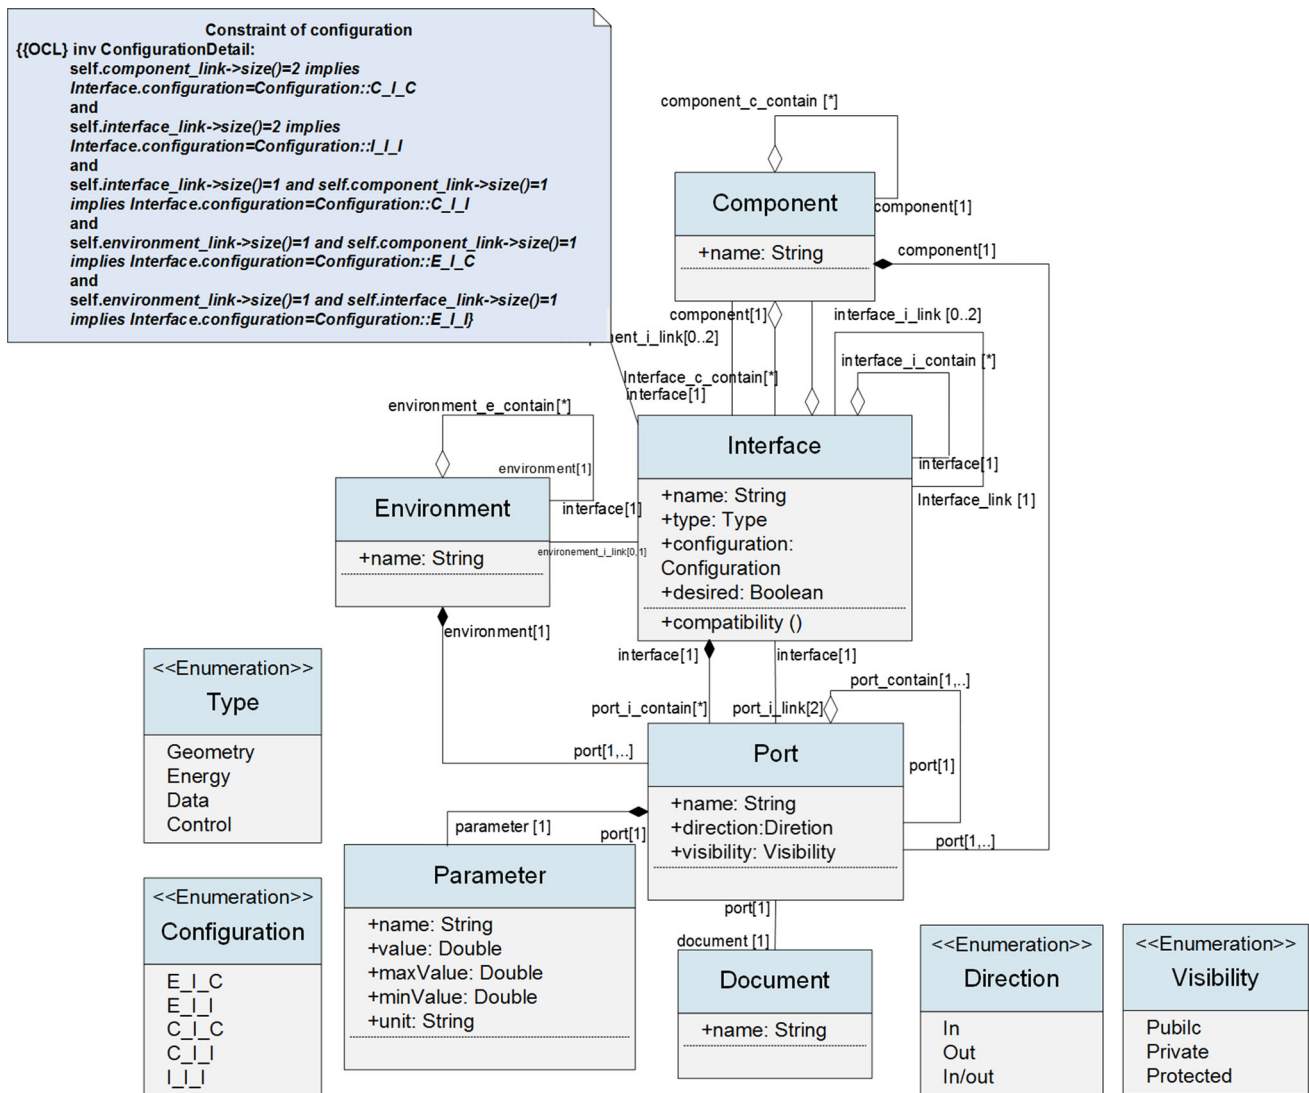 Constraint of configuration
{{OCL} inv ConfigurationDetail:
self.component_link->size()=2 implies
Interface.configuration=Configuration::C_I_C
and
self.interface_link->size()=2 implies
Interface.configuration=Configuration::I_I_I
and
self.interface_link->size()=1 and self.component_link->size()=1
implies Interface.configuration=Configuration::C_I_I
and
self.environment_link->size()=1 and self.component_link->size()=1
implies Interface.configuration=Configuration::E_I_C
and
self.environment_link->size()=1 and self.interface_link->size()=1
implies Interface.configuration=Configuration::E_I_I}
component_c_contain [*]
Component
component[1]
+name: String
component[1]
component[1]
interface_i_link [0..2]
ent_i_link[0..2]
interface_i_contain [*]
Interface_c_contain[*]
interface[1]
environment_e_contain[*]
Interface
environment[1]
interface[1]
Environment
interface[1]
+name: String
+type: Type
+configuration:
Configuration
+desired: Boolean
+compatibility ()
Interface_link [1]
+name: String
environement_i_link[0,1]
environment[1]
interface[1]
interface[1]
port_contain[1,..]
port_i_contain[*]
port_i_link[2]
port[1,..]
Port
port[1]
+name: String
+direction:Diretion
+visibility: Visibility
port[1,..]
<<Enumeration>>
Type
Geometry
Energy
Data
Control
parameter [1]
port[1]
Parameter
+name: String
+value: Double
+maxValue: Double
+minValue: Double
+unit: String
port[1]
document [1]
Document
+name: String
<<Enumeration>>
Configuration
E_I_C
E_I_I
C_I_C
C_I_I
I_I_I
<<Enumeration>>
Direction
In
Out
In/out
<<Enumeration>>
Visibility
Pubilc
Private
Protected